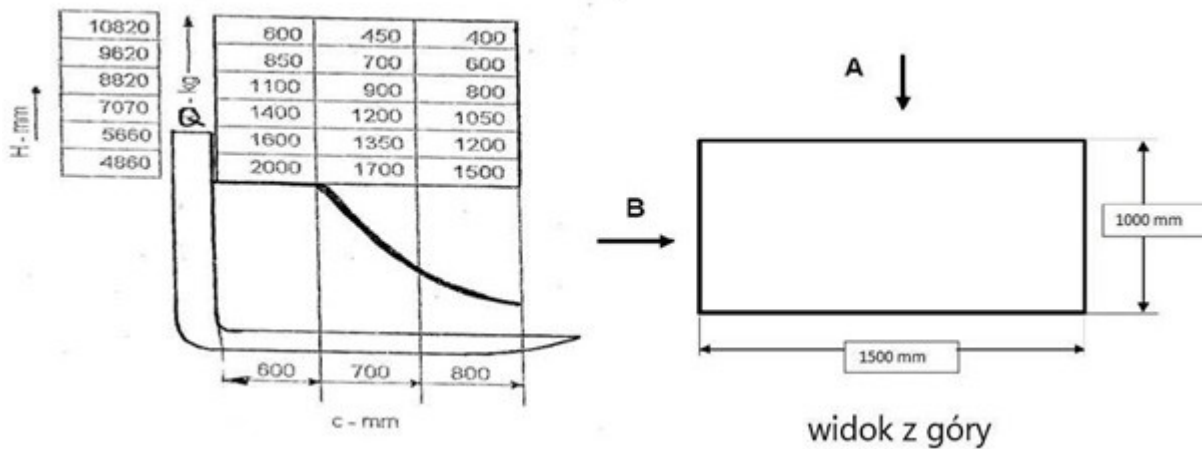 10820 600 450 400
9620 850 700 600
8820 1100 900 800
7070 1400 1200 1050
5660 1600 1350 1200
4860 2000 1700 1500
H - mm
Q - kg
600 700 800
c - mm
A
B
1000 mm
1500 mm
widok z góry